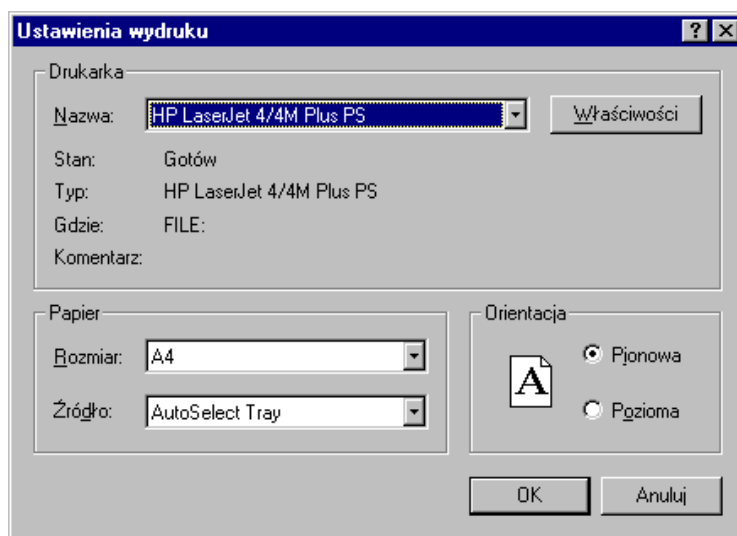 Ustawienia wydruku
Drukarka
Nazwa: HP LaserJet 4/4M Plus PS Właściwości
Stan: Gotów
Typ: HP LaserJet 4/4M Plus PS
Gdzie: FILE:
Komentarz:
Papier
Rozmiar: A4
Źródło: AutoSelect Tray
Orientacja
A
Pionowa
Pozioma
OK Anuluj